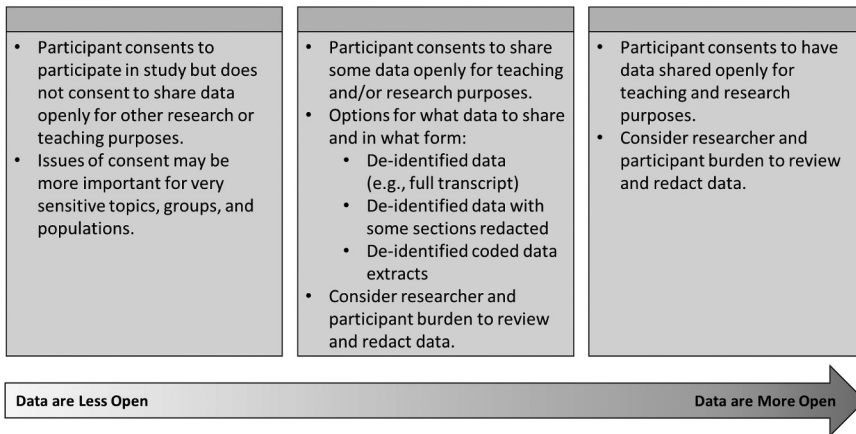 • Participant consents to
participate in study but does
not consent to share data
openly for other research or
teaching purposes.
• Issues of consent may be
more important for very
sensitive topics, groups, and
populations.
• Participant consents to share
some data openly for teaching
and/or research purposes.
• Options for what data to share
and in what form:
• De-identified data
(e.g., full transcript)
• De-identified data with
some sections redacted
• De-identified coded data
extracts
• Consider researcher and
participant burden to review
and redact data.
• Participant consents to have
data shared openly for
teaching and research
purposes.
• Consider researcher and
participant burden to review
and redact data.
Data are Less Open
Data are More Open